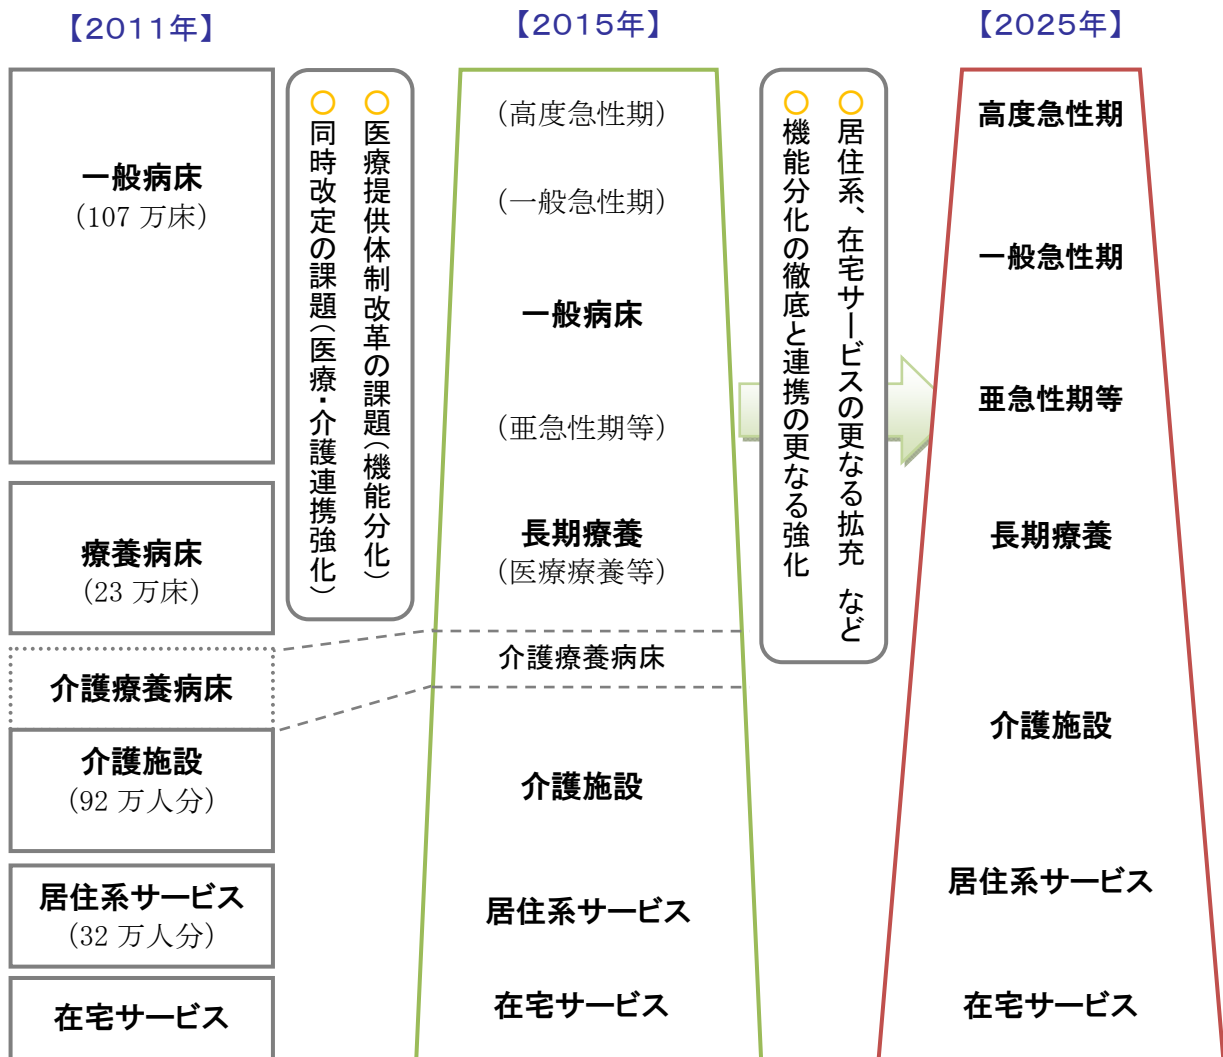 【2011年】
一般病床
（107 万床）
療養病床
（23 万床）
介護療養病床
介護施設
（92 万人分）
居住系サービス
（32 万人分）
在宅サービス
○医療提供体制改革の課題（機能分化）
○同時改定の課題（医療・介護連携強化）
【2015年】
（高度急性期）
（一般急性期）
一般病床
（亜急性期等）
長期療養
（医療療養等）
介護療養病床
介護施設
居住系サービス
在宅サービス
○居住系、在宅サービスの更なる拡充 など
○機能分化の徹底と連携の更なる強化
【2025年】
高度急性期
一般急性期
亜急性期等
長期療養
介護施設
居住系サービス
在宅サービス